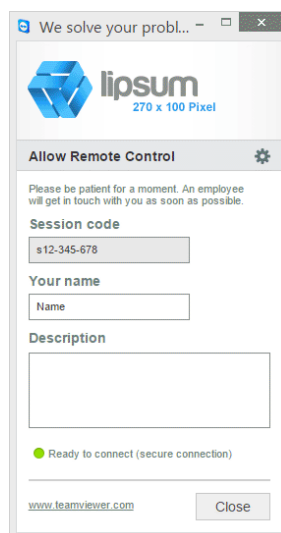 We solve your probl...
lipsum
270 x 100 Pixel
Allow Remote Control
Please be patient for a moment. An employee
will get in touch with you as soon as possible.
Session code
s12-345-678
Your name
Name
Description
Ready to connect (secure connection)
www.teamviewer.com
Close